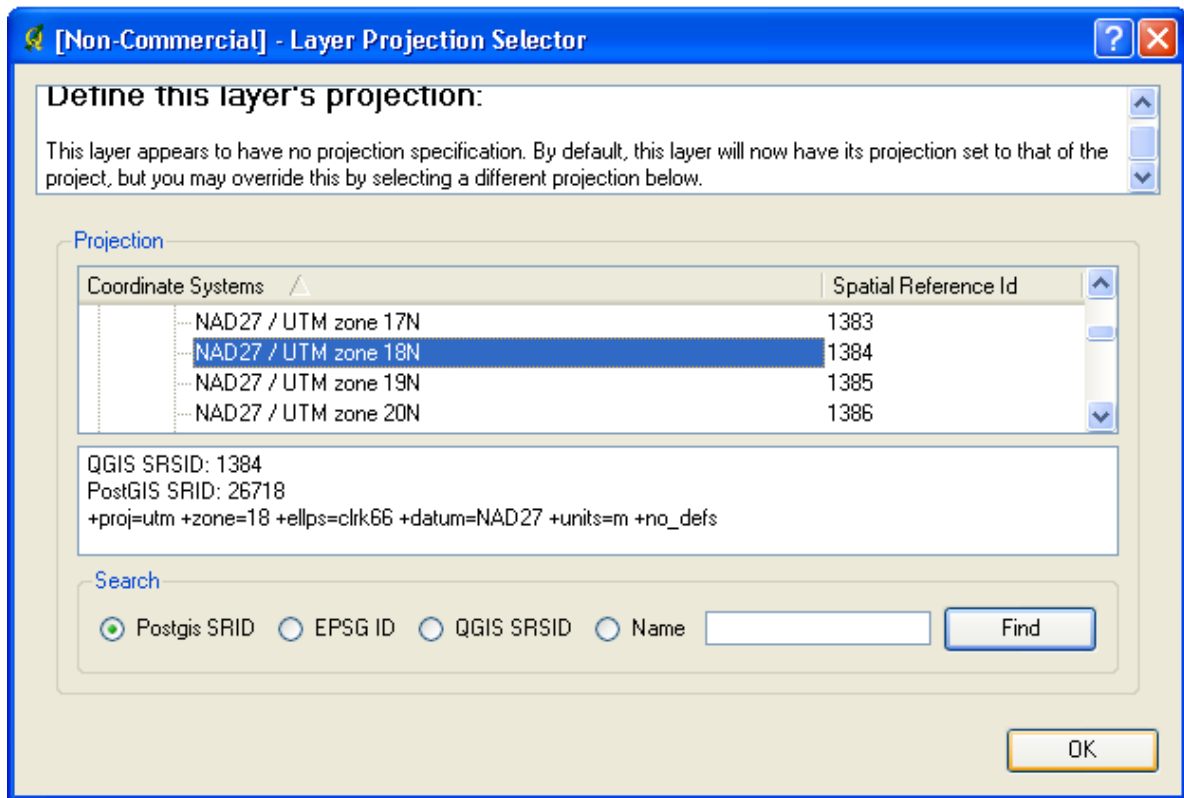 [Non-Commercial] - Layer Projection Selector
Define this layer's projection:
This layer appears to have no projection specification. By default, this layer will now have its projection set to that of the
project, but you may override this by selecting a different projection below.
Projection
Coordinate Systems Spatial Reference Id
NAD27 / UTM zone 17N 1383
NAD27 / UTM zone 18N 1384
NAD27 / UTM zone 19N 1385
NAD27 / UTM zone 20N 1386
QGIS SRSID: 1384
PostGIS SRID: 26718
+proj=utm +zone=18 +ellps=clrk66 +datum=NAD27 +units=m +no_defs
Search
Postgis SRID EPSG ID QGIS SRSID Name Find
OK